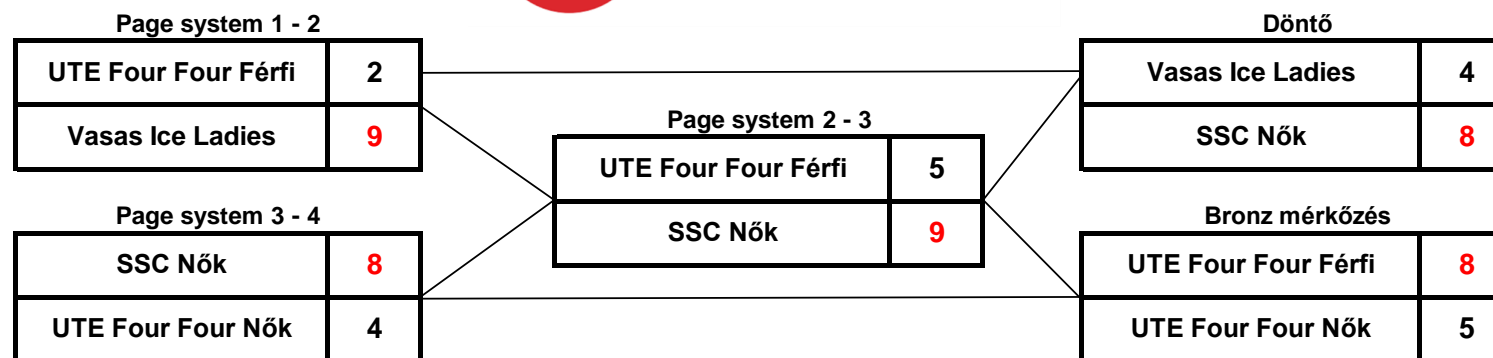 Page system 1 - 2
UTE Four Four Férfi 2
Vasas Ice Ladies 9
Page system 3 - 4
SSC Nők 8
UTE Four Four Nők 4
Page system 2 - 3
UTE Four Four Férfi 5
SSC Nők 9
Döntő
Vasas Ice Ladies 4
SSC Nők 8
Bronz mérkőzés
UTE Four Four Férfi 8
UTE Four Four Nők 5